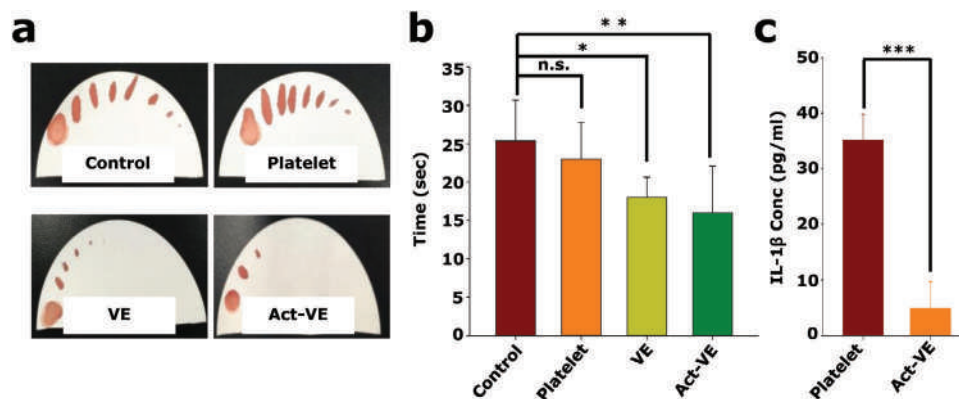 a
Control
Platelet
VE
Act-VE
b
* *
*
n.s.
35
30
25
20
15
10
5
0
Time (sec)
Control
Platelet
VE
Act-VE
c
***
50
40
30
20
10
0
IL-1β Conc (pg/ml)
Platelet
Act-VE